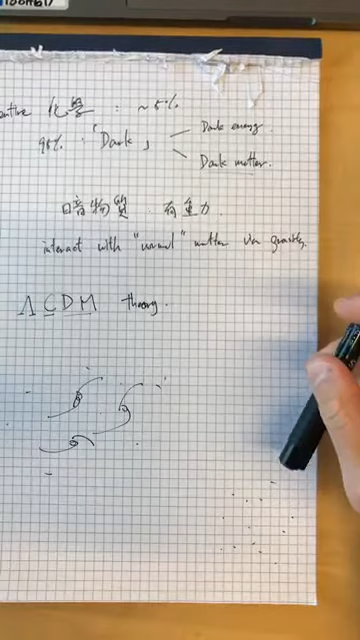 化學 : ~5%
95% 「Dark」 Dark energy.
Dark matter.
暗物質 . 有重力
interact with "normal" matter via gravity.
ΛCDM theory.